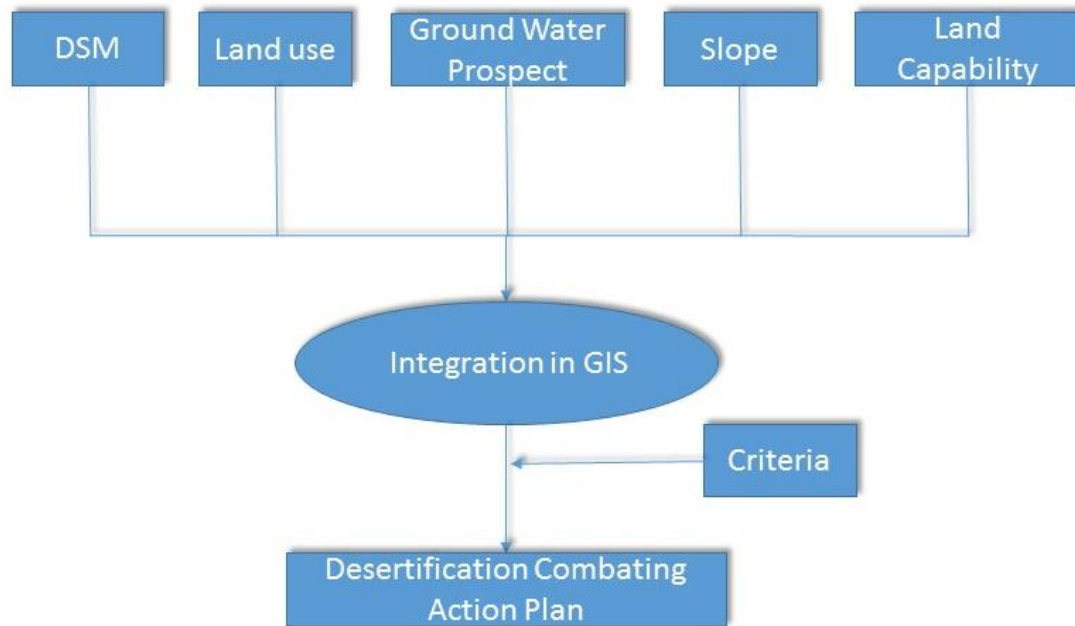 DSM
Land use
Ground Water
Prospect
Slope
Land
Capability
Integration in GIS
Criteria
Desertification Combating
Action Plan